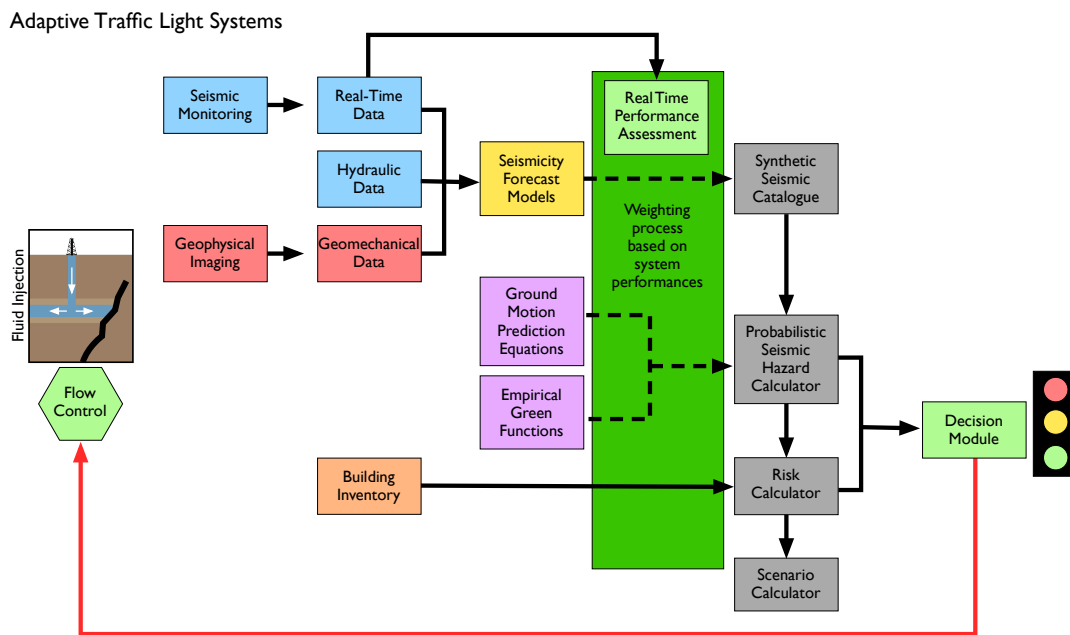 Adaptive Traffic Light Systems
Seismic
Monitoring
Real-Time
Data
Real Time
Performance
Assessment
Hydraulic
Data
Seismicity
Forecast
Models
Synthetic
Seismic
Catalogue
Geophysical
Imaging
Geomechanical
Data
Weighting
process
based on
system
performances
Fluid Injection
Ground
Motion
Prediction
Equations
Probabilistic
Seismic
Hazard
Calculator
Flow
Control
Empirical
Green
Functions
Decision
Module
Building
Inventory
Risk
Calculator
Scenario
Calculator